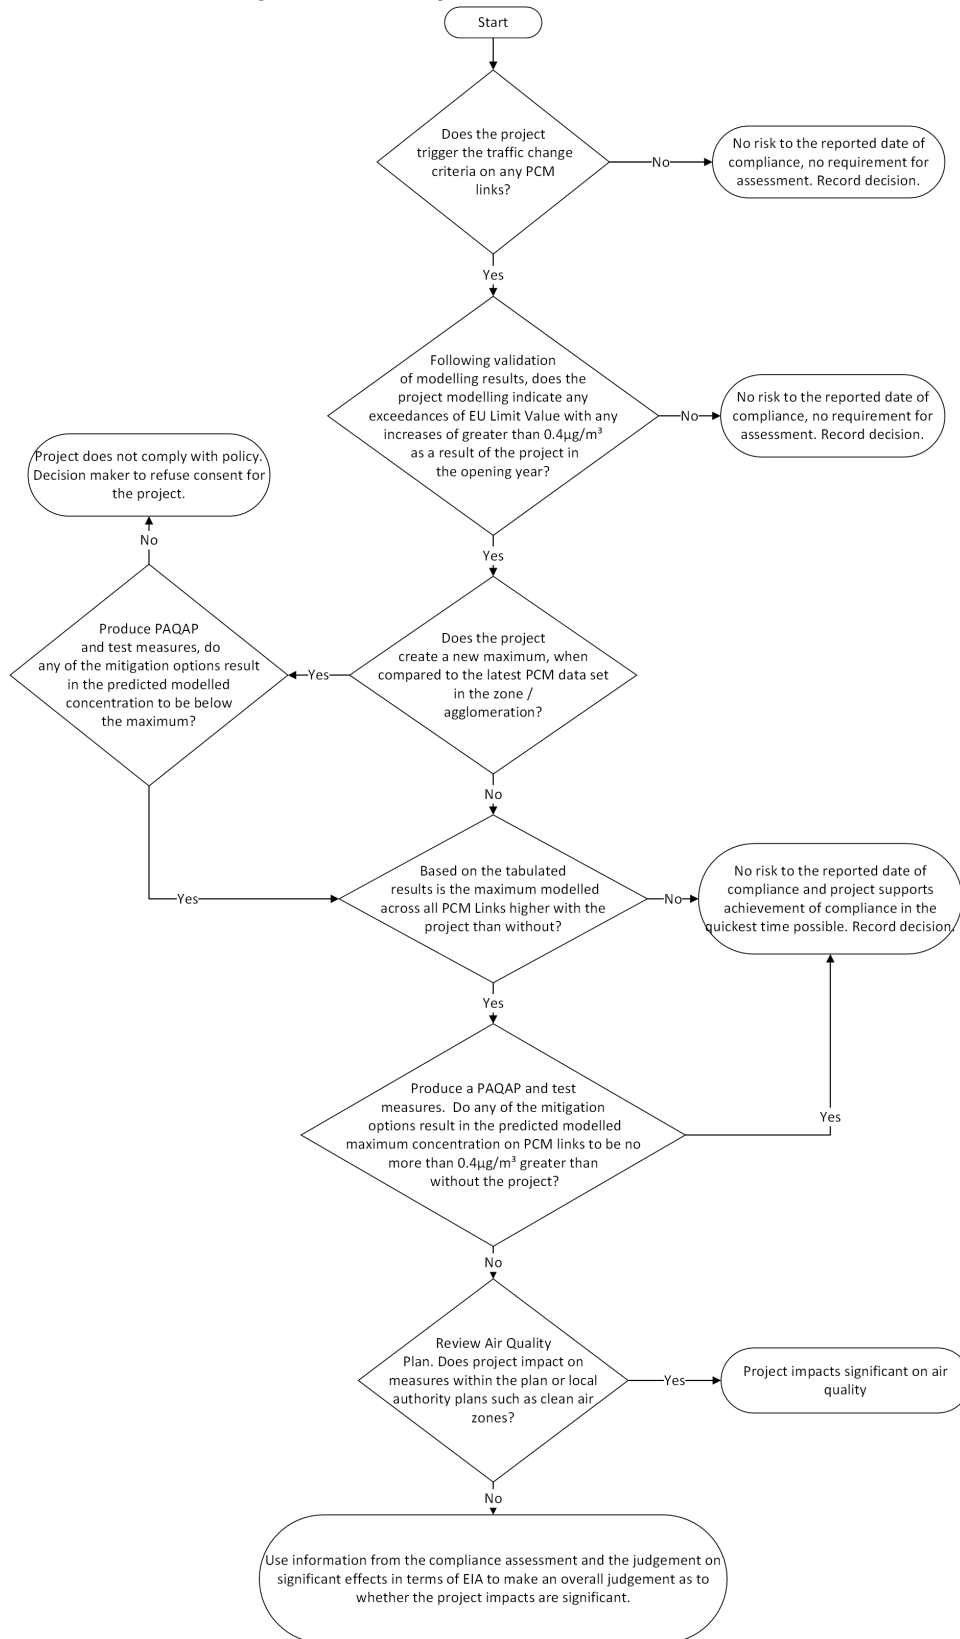 Start
Does the project
trigger the traffic change
criteria on any PCM
links?
No
No risk to the reported date of
compliance, no requirement for
assessment. Record decision.
Yes
Following validation
of modelling results, does the
project modelling indicate any
exceedances of EU Limit Value with any
increases of greater than 0.4µg/m³
as a result of the project in
the opening year?
No
No risk to the reported date of
compliance, no requirement for
assessment. Record decision.
Project does not comply with policy.
Decision maker to refuse consent for
the project.
No
Yes
Produce PAQAP
and test measures, do
any of the mitigation options result
in the predicted modelled
concentration to be below
the maximum?
Yes
Does the project
create a new maximum, when
compared to the latest PCM data set
in the zone /
agglomeration?
No
Yes
Based on the tabulated
results is the maximum modelled
across all PCM Links higher with the
project than without?
No
No risk to the reported date of
compliance and project supports
achievement of compliance in the
quickest time possible. Record decision.
Yes
Produce a PAQAP and test
measures. Do any of the mitigation
options result in the predicted modelled
maximum concentration on PCM links to be no
more than 0.4µg/m³ greater than
without the project?
Yes
No
Review Air Quality
Plan. Does project impact on
measures within the plan or local
authority plans such as clean air
zones?
Yes
Project impacts significant on air
quality
No
Use information from the compliance assessment and the judgement on
significant effects in terms of EIA to make an overall judgement as to
whether the project impacts are significant.